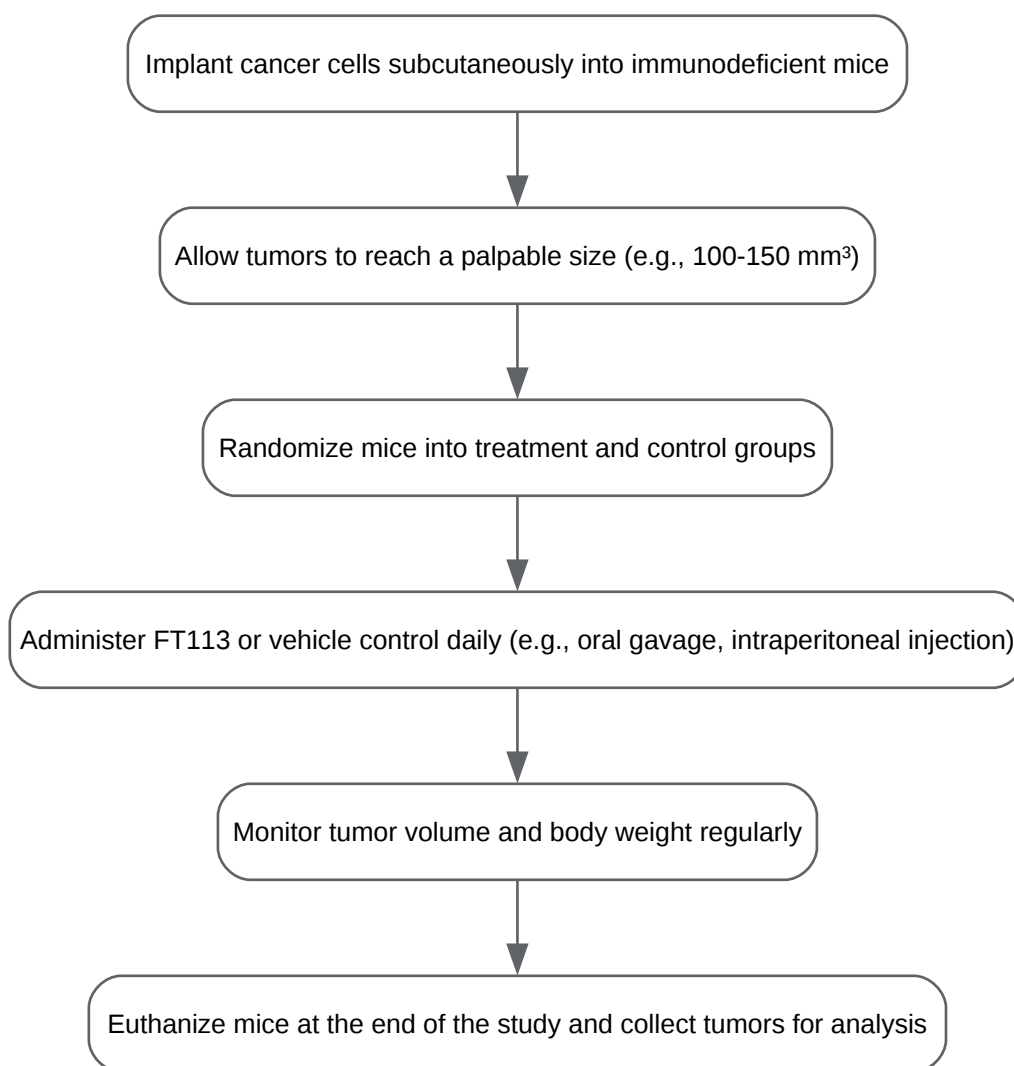 Implant cancer cells subcutaneously into immunodeficient mice
Allow tumors to reach a palpable size (e.g., 100-150 mm³)
Randomize mice into treatment and control groups
Administer FT113 or vehicle control daily (e.g., oral gavage, intraperitoneal injection)
Monitor tumor volume and body weight regularly
Euthanize mice at the end of the study and collect tumors for analysis